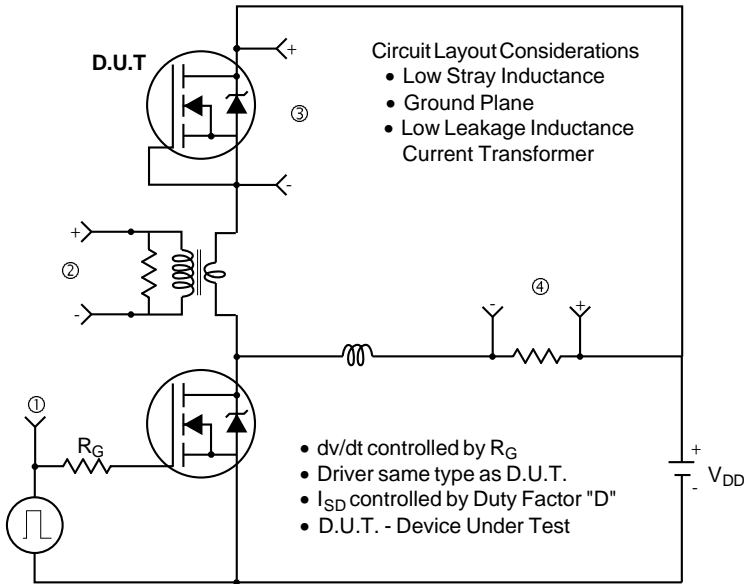 D.U.T
+
Circuit Layout Considerations
• Low Stray Inductance
• Ground Plane
• Low Leakage Inductance
Current Transformer
③
-
+
②
-
④
-
+
①
RG
• dv/dt controlled by RG
• Driver same type as D.U.T.
• ISD controlled by Duty Factor "D"
• D.U.T. - Device Under Test
+
VDD
-